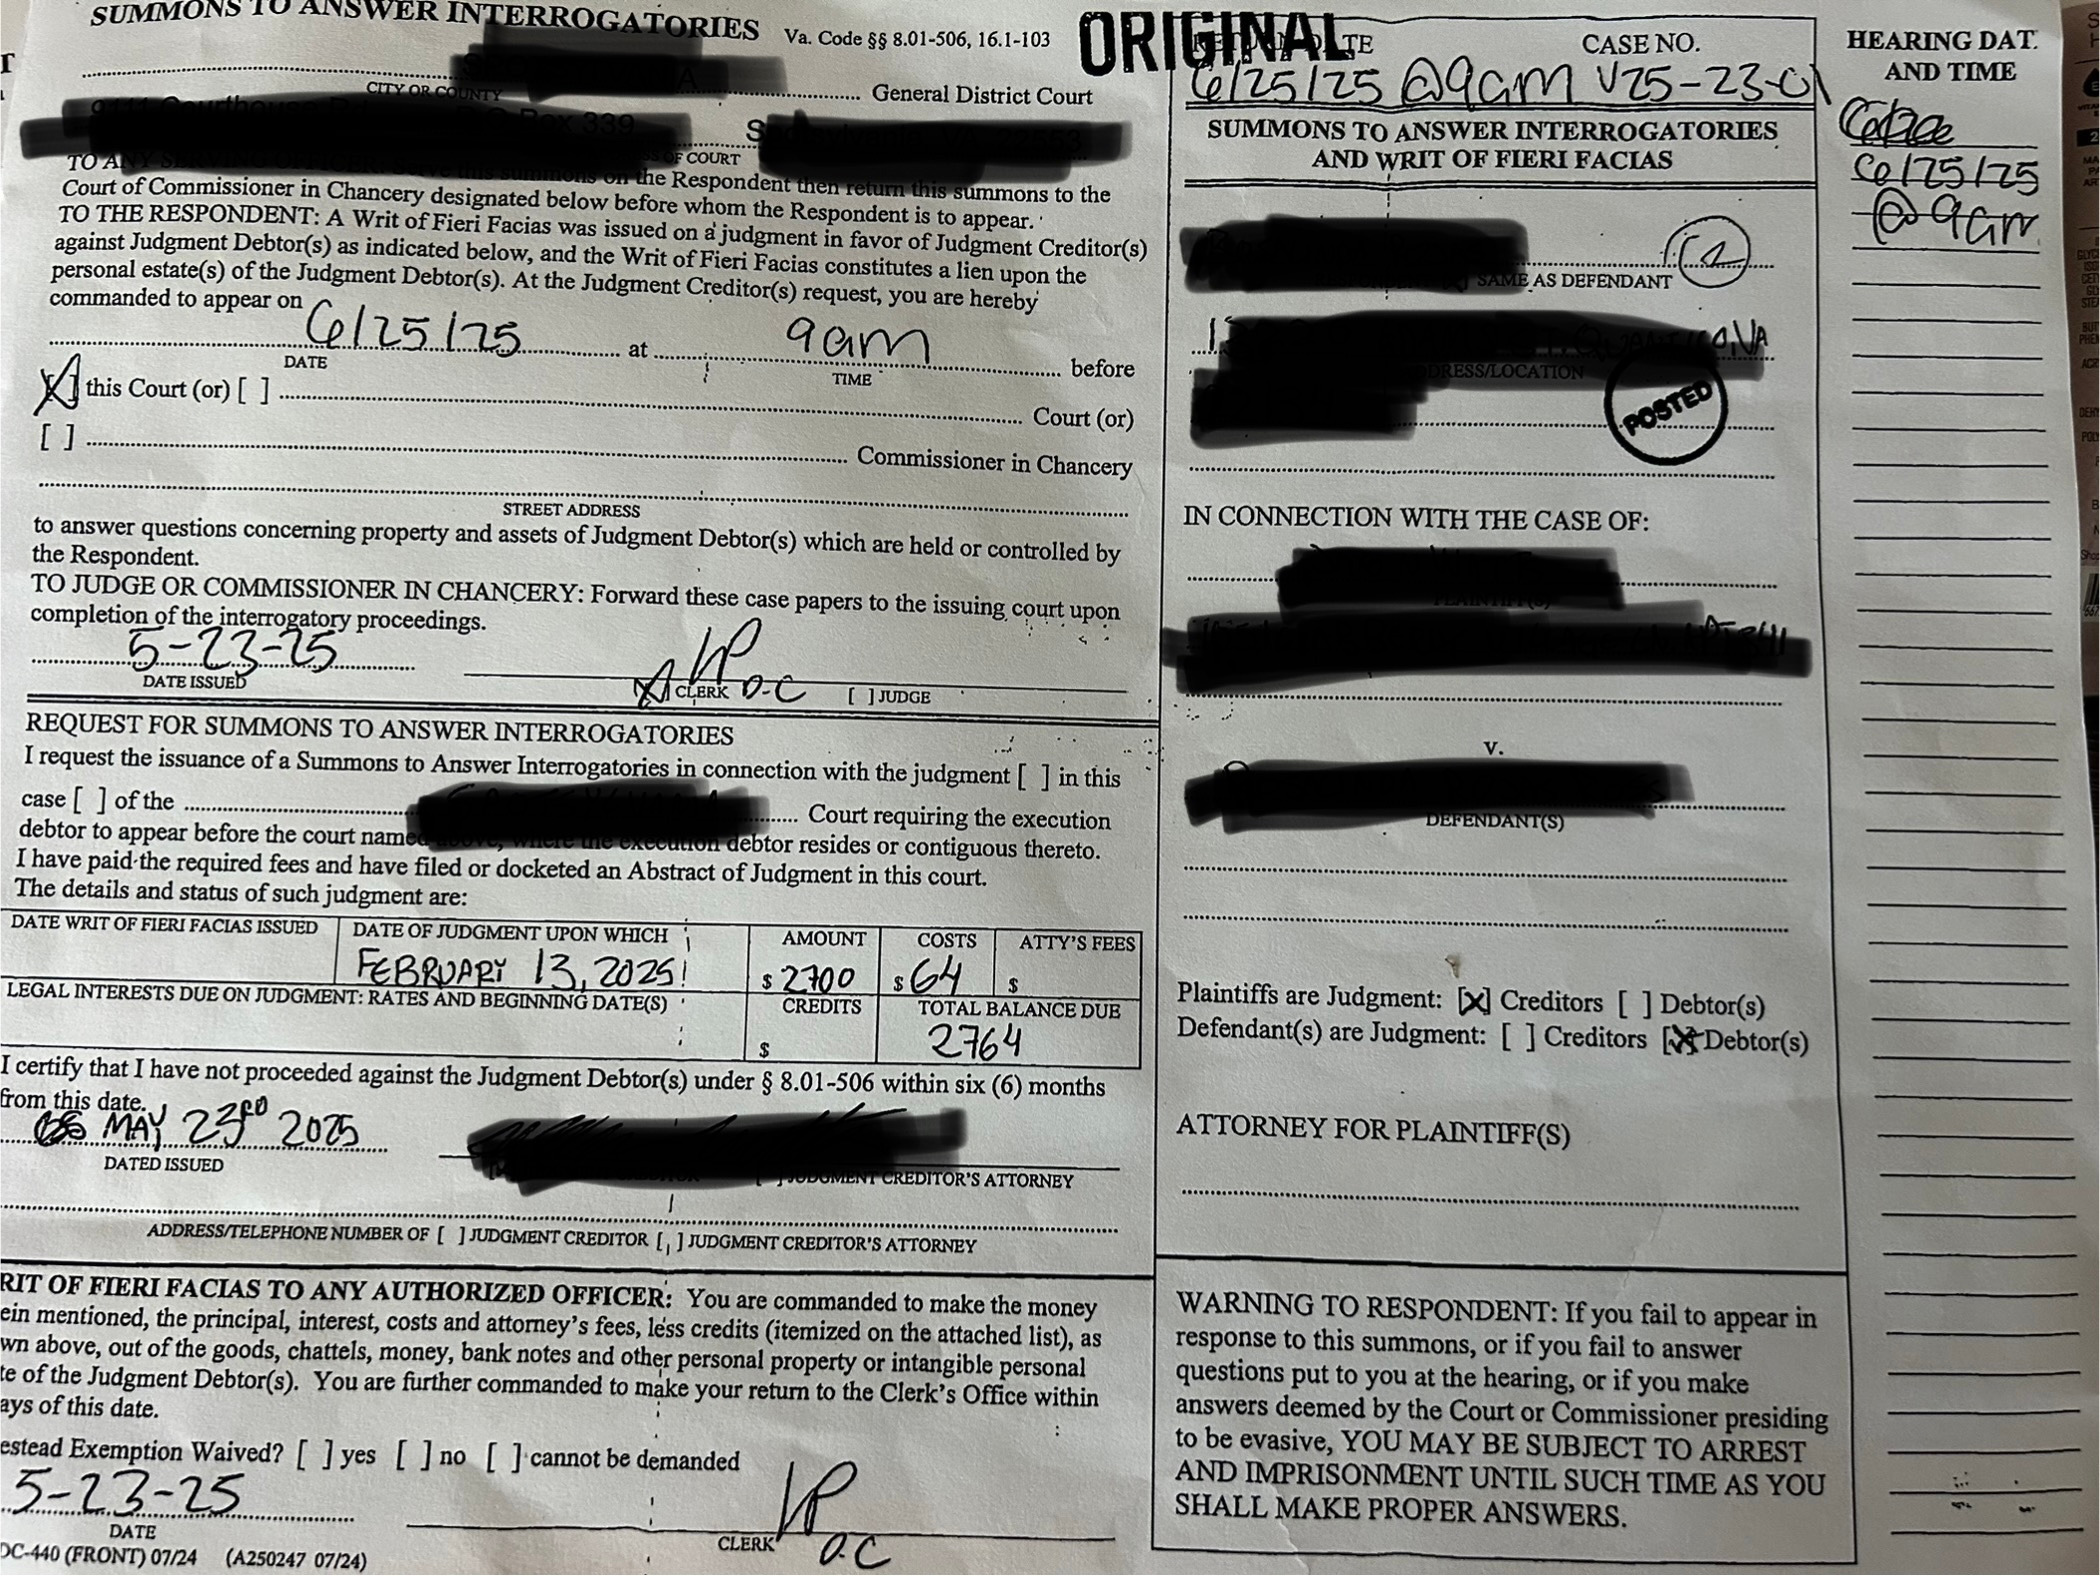 SUMMONS TO ANSWER INTERROGATORIES Va. Code §§ 8.01-506, 16.1-103
CITY OR COUNTY General District Court
OF COURT
TO ANY SERVING OFFICER: Serve this summons on the Respondent then return this summons to the
Court of Commissioner in Chancery designated below before whom the Respondent is to appear.
TO THE RESPONDENT: A Writ of Fieri Facias was issued on a judgment in favor of Judgment Creditor(s)
against Judgment Debtor(s) as indicated below, and the Writ of Fieri Facias constitutes a lien upon the
personal estate(s) of the Judgment Debtor(s). At the Judgment Creditor(s) request, you are hereby
commanded to appear on
6/25/25 at 9am before
DATE TIME
[X] this Court (or) [ ] Court (or)
[ ] Commissioner in Chancery
STREET ADDRESS
to answer questions concerning property and assets of Judgment Debtor(s) which are held or controlled by
the Respondent.
TO JUDGE OR COMMISSIONER IN CHANCERY: Forward these case papers to the issuing court upon
completion of the interrogatory proceedings.
5-23-25
DATE ISSUED [X] CLERK D.C [ ] JUDGE
REQUEST FOR SUMMONS TO ANSWER INTERROGATORIES
I request the issuance of a Summons to Answer Interrogatories in connection with the judgment [ ] in this
case [ ] of the Court requiring the execution
debtor to appear before the court named above, where the execution debtor resides or contiguous thereto.
I have paid the required fees and have filed or docketed an Abstract of Judgment in this court.
The details and status of such judgment are:
DATE WRIT OF FIERI FACIAS ISSUED DATE OF JUDGMENT UPON WHICH AMOUNT COSTS ATTY'S FEES
FEBRUARY 13, 2025 $ 2700 $ 64 $
LEGAL INTERESTS DUE ON JUDGMENT: RATES AND BEGINNING DATE(S) CREDITS TOTAL BALANCE DUE
$ 2764
I certify that I have not proceeded against the Judgment Debtor(s) under § 8.01-506 within six (6) months
from this date.
MAY 23RD 2025
DATED ISSUED [ ] JUDGMENT CREDITOR'S ATTORNEY
ADDRESS/TELEPHONE NUMBER OF [ ] JUDGMENT CREDITOR [ ] JUDGMENT CREDITOR'S ATTORNEY
RIT OF FIERI FACIAS TO ANY AUTHORIZED OFFICER: You are commanded to make the money
ein mentioned, the principal, interest, costs and attorney's fees, less credits (itemized on the attached list), as
wn above, out of the goods, chattels, money, bank notes and other personal property or intangible personal
te of the Judgment Debtor(s). You are further commanded to make your return to the Clerk's Office within
ays of this date.
estead Exemption Waived? [ ] yes [ ] no [ ] cannot be demanded
5-23-25
DATE CLERK D.C
DC-440 (FRONT) 07/24 (A250247 07/24)
ORIGINAL
RETURN DATE CASE NO.
6/25/25 @9am V25-23-01
SUMMONS TO ANSWER INTERROGATORIES
AND WRIT OF FIERI FACIAS
SAME AS DEFENDANT
VA
ADDRESS/LOCATION
POSTED
IN CONNECTION WITH THE CASE OF:
PLAINTIFF(S)
v.
DEFENDANT(S)
Plaintiffs are Judgment: [X] Creditors [ ] Debtor(s)
Defendant(s) are Judgment: [ ] Creditors [X] Debtor(s)
ATTORNEY FOR PLAINTIFF(S)
WARNING TO RESPONDENT: If you fail to appear in
response to this summons, or if you fail to answer
questions put to you at the hearing, or if you make
answers deemed by the Court or Commissioner presiding
to be evasive, YOU MAY BE SUBJECT TO ARREST
AND IMPRISONMENT UNTIL SUCH TIME AS YOU
SHALL MAKE PROPER ANSWERS.
HEARING DAT.
AND TIME
6/25/25
@ 9am